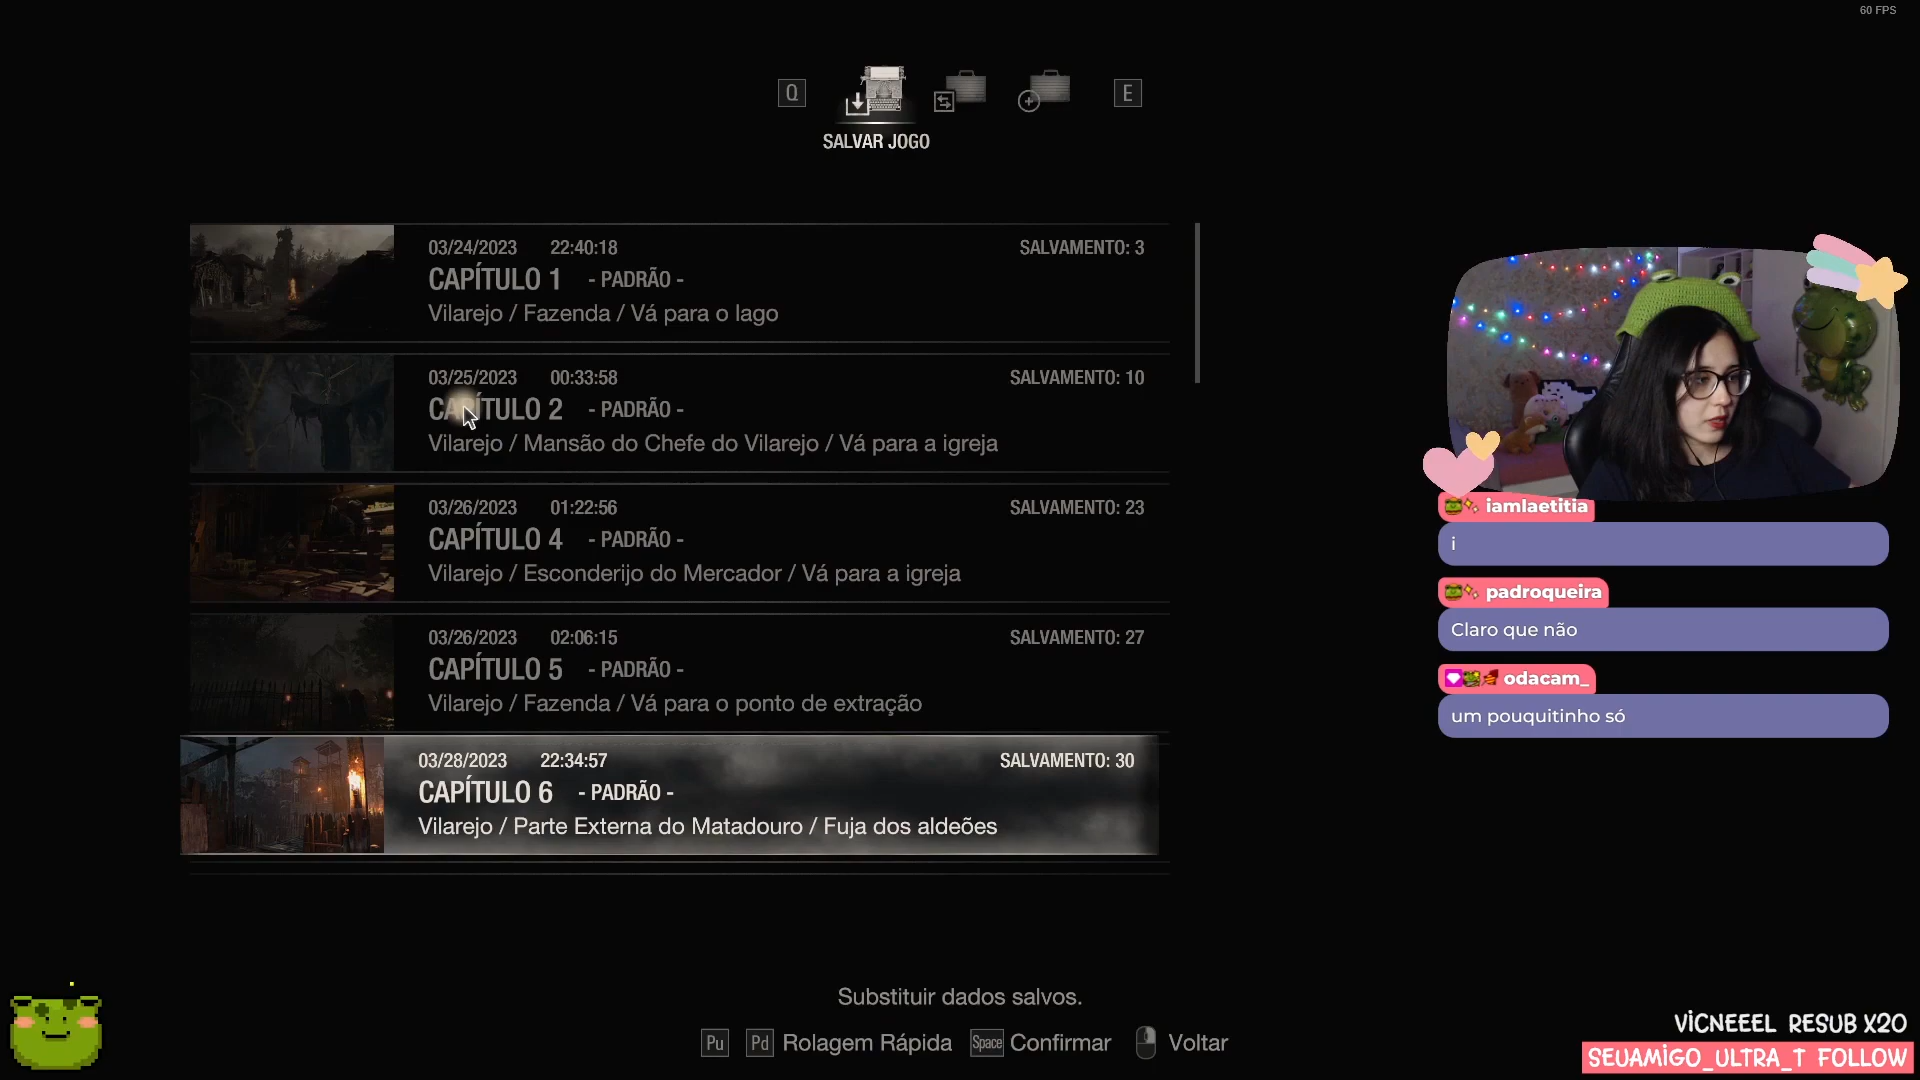 60 FPS
Q
E
SALVAR JOGO
03/24/2023 22:40:18 SALVAMENTO: 3
CAPÍTULO 1 - PADRÃO -
Vilarejo / Fazenda / Vá para o lago
03/25/2023 00:33:58 SALVAMENTO: 10
CAPÍTULO 2 - PADRÃO -
Vilarejo / Mansão do Chefe do Vilarejo / Vá para a igreja
03/26/2023 01:22:56 SALVAMENTO: 23
CAPÍTULO 4 - PADRÃO -
Vilarejo / Esconderijo do Mercador / Vá para a igreja
03/26/2023 02:06:15 SALVAMENTO: 27
CAPÍTULO 5 - PADRÃO -
Vilarejo / Fazenda / Vá para o ponto de extração
03/28/2023 22:34:57 SALVAMENTO: 30
CAPÍTULO 6 - PADRÃO -
Vilarejo / Parte Externa do Matadouro / Fuja dos aldeões
Substituir dados salvos.
Pu Pd Rolagem Rápida Space Confirmar Voltar
iamlaetitia
i
padroqueira
Claro que não
odacam_
um pouquitinho só
VICNEEEL RESUB X20
SEUAMIGO_ULTRA_T FOLLOW